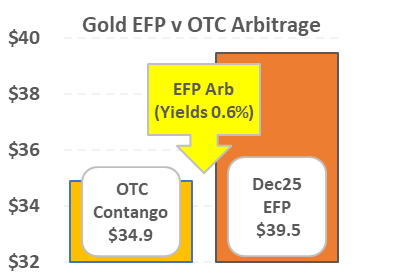 Gold EFP v OTC Arbitrage
$40
$38
$36
$34
$32
EFP Arb
(Yields 0.6%)
OTC
Contango
$34.9
Dec25
EFP
$39.5